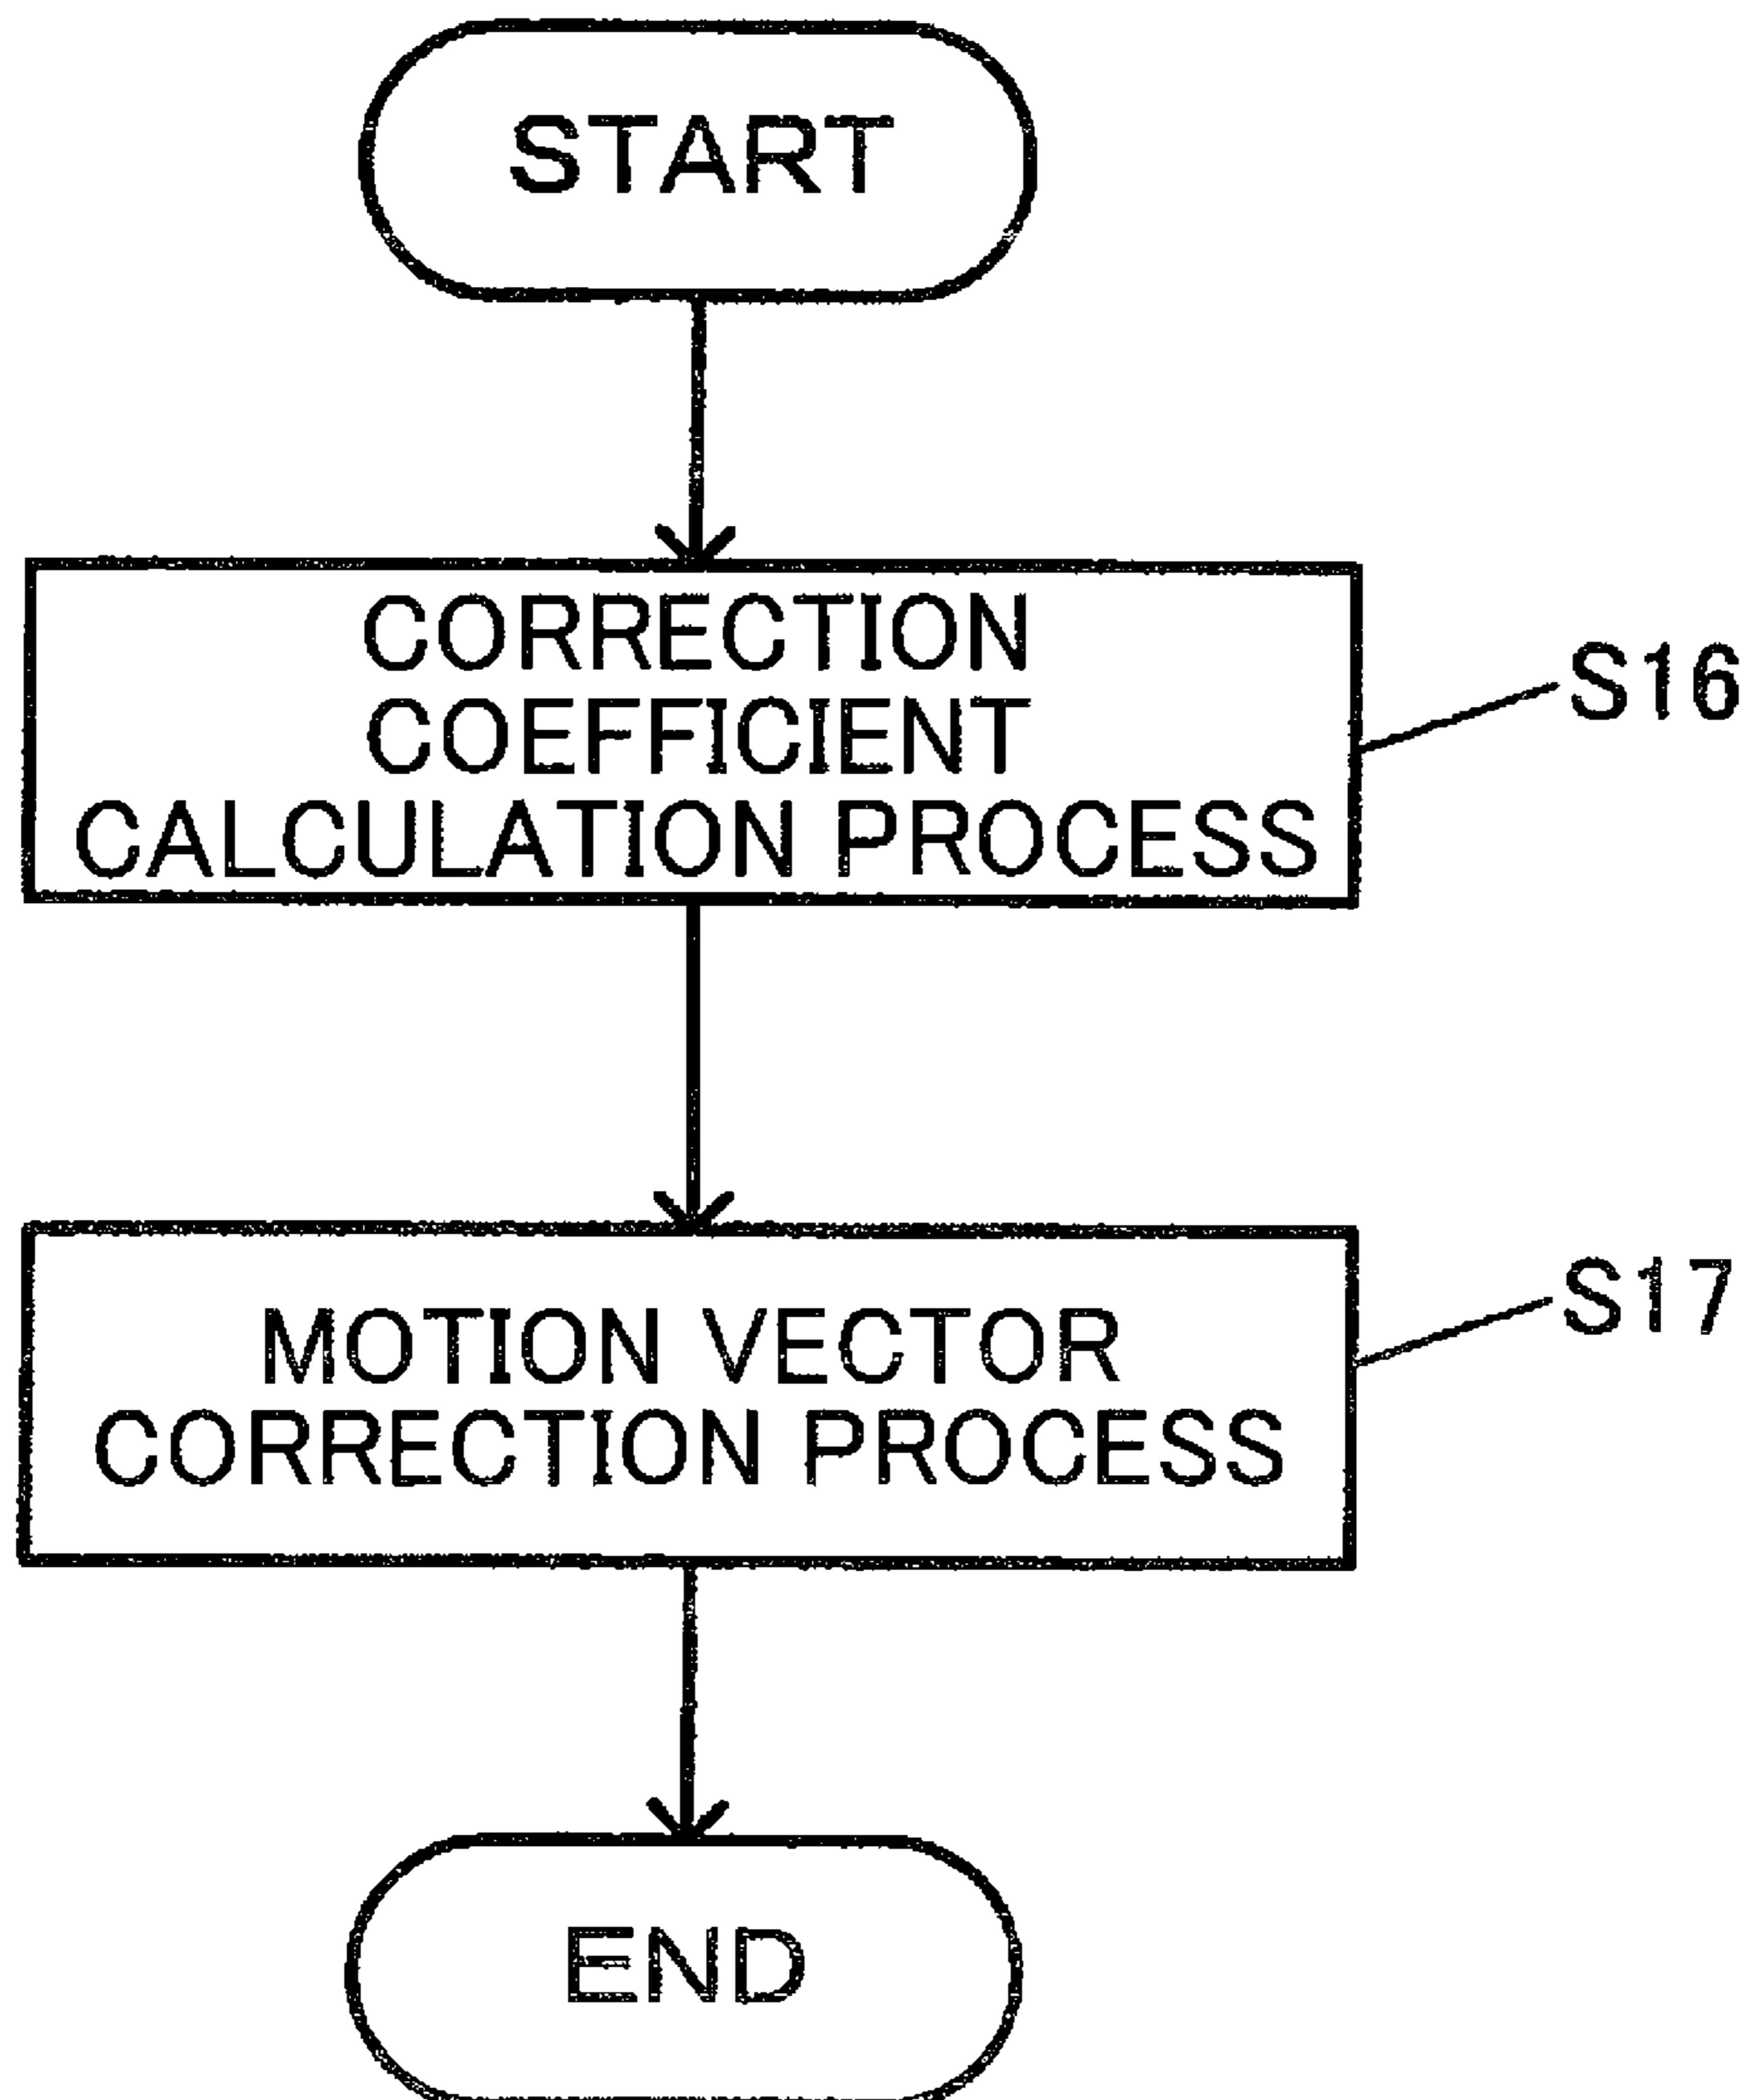 START
CORRECTION
COEFFICIENT
CALCULATION PROCESS
S16
MOTION VECTOR
CORRECTION PROCESS
S17
END